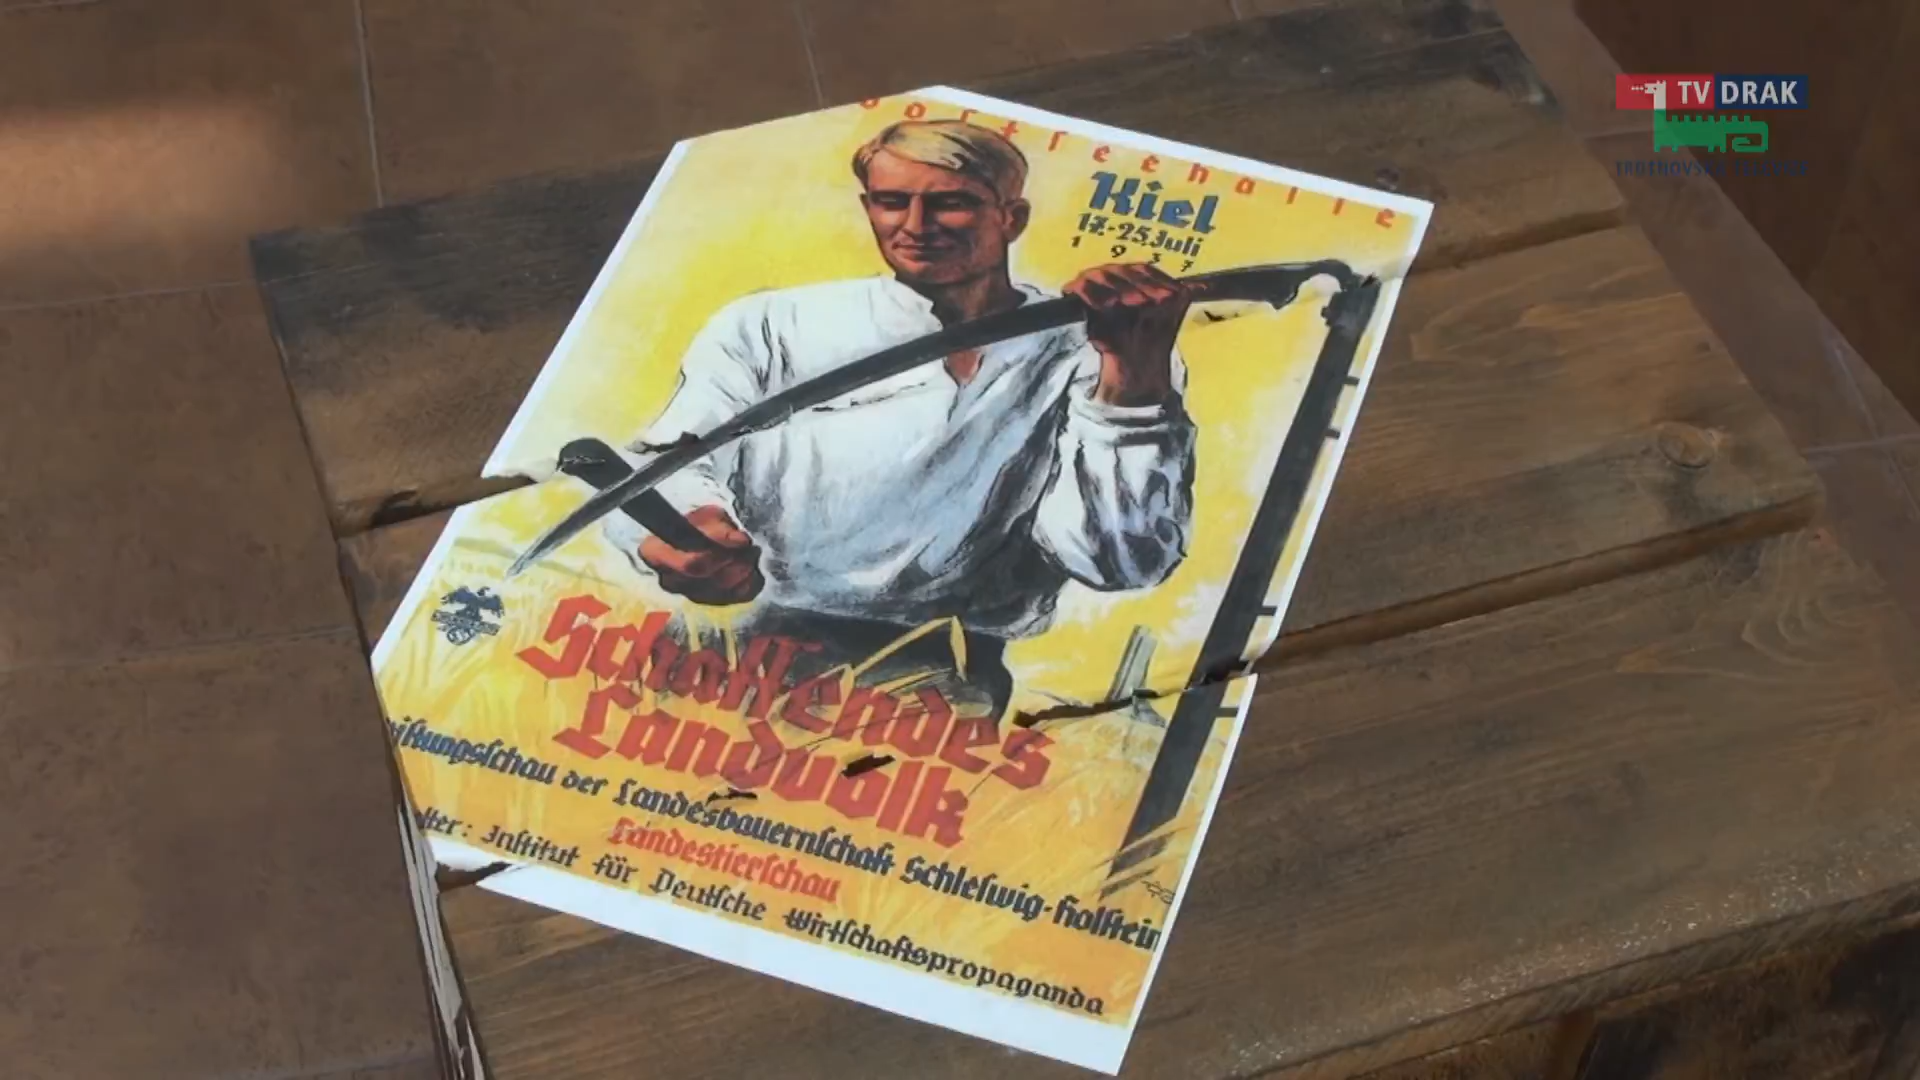 TV DRAK
Kiel
17.-25. Juli
1937
Schaffendes
Landvolk
der Landesbauernschaft Schleswig-Holstein
Landestierschau
Institut für Deutsche Wirtschaftspropaganda